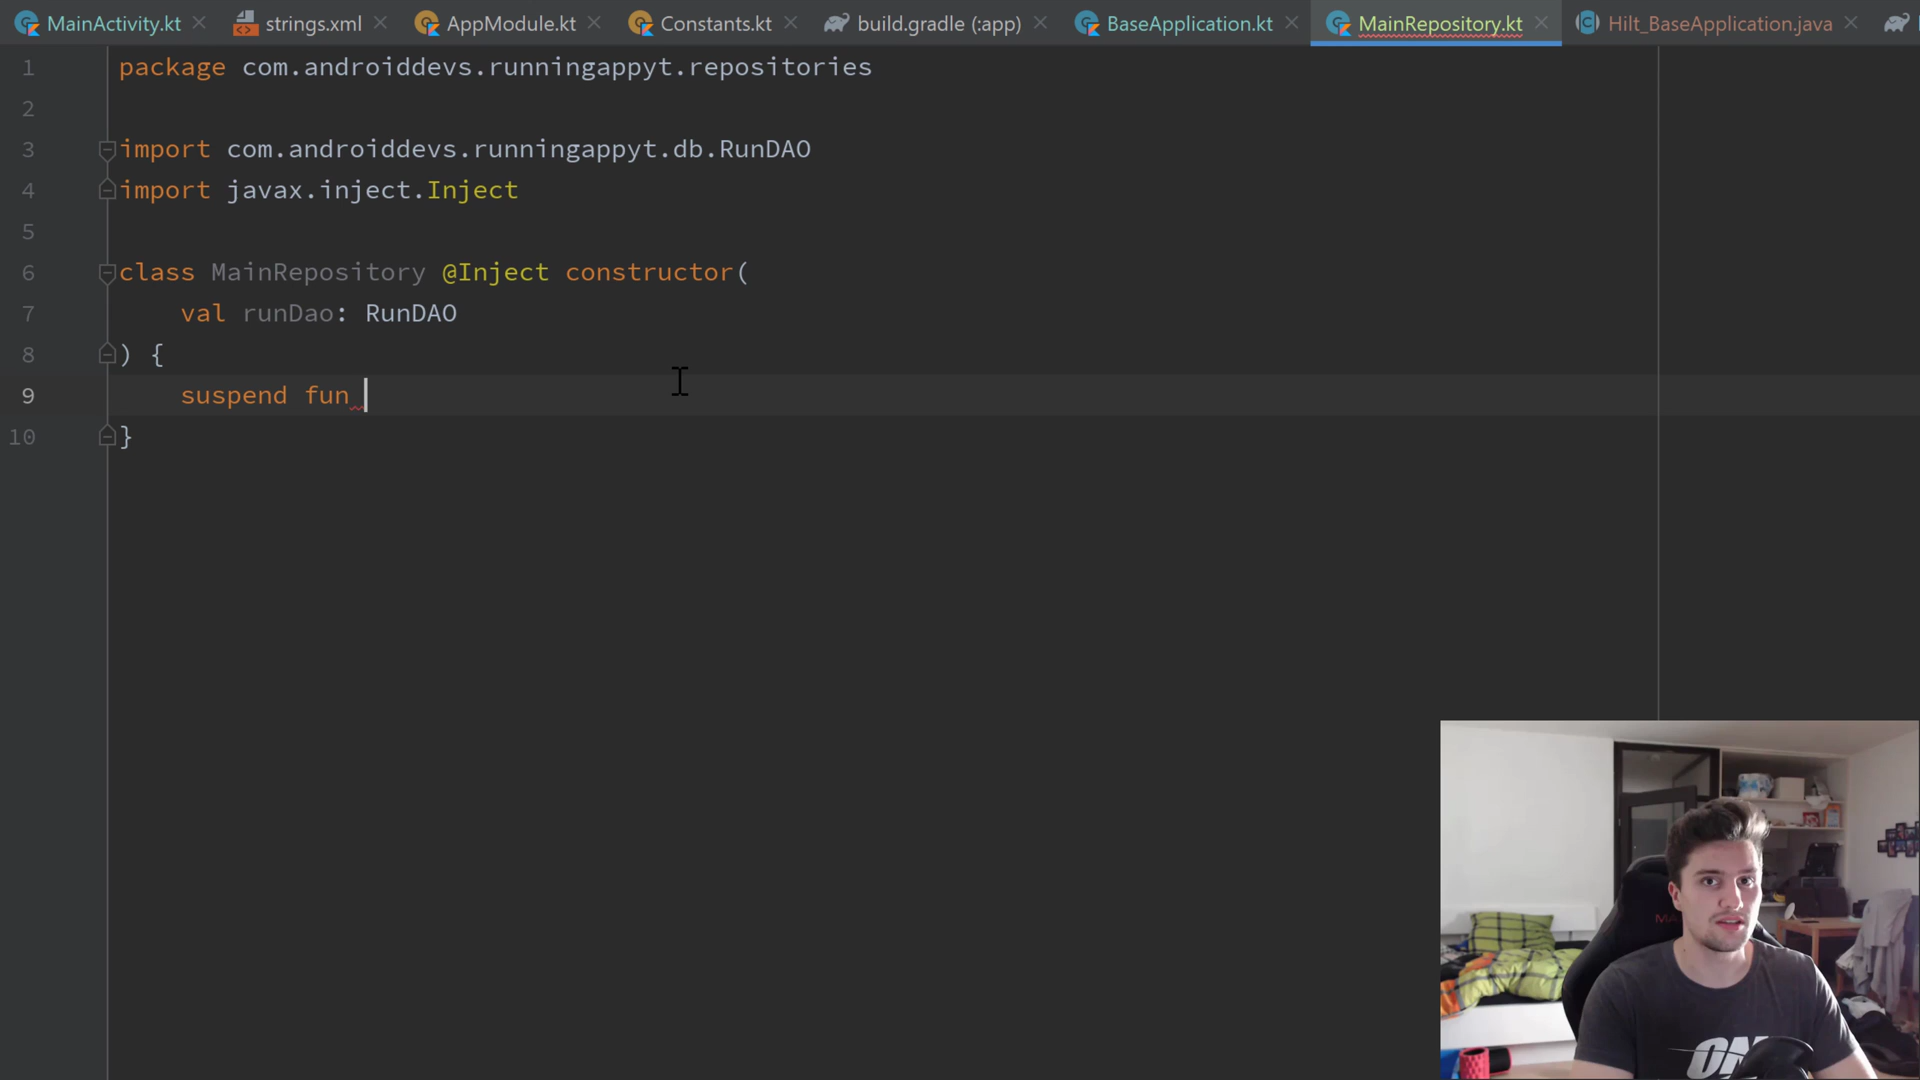 MainActivity.kt strings.xml AppModule.kt Constants.kt build.gradle (:app) BaseApplication.kt MainRepository.kt Hilt_BaseApplication.java
1 package com.androiddevs.runningappyt.repositories
2
3 import com.androiddevs.runningappyt.db.RunDAO
4 import javax.inject.Inject
5
6 class MainRepository @Inject constructor(
7 val runDao: RunDAO
8 ) {
9 suspend fun
10 }